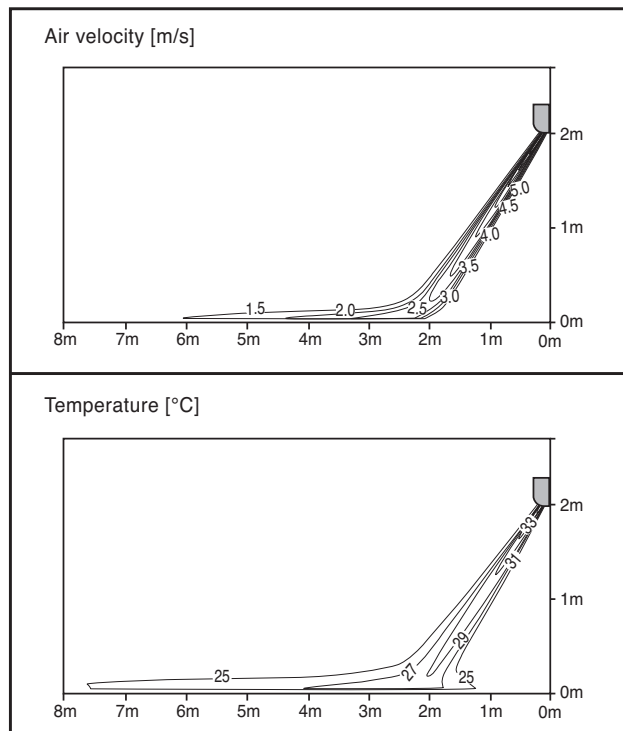 Air velocity [m/s]
2m
5.0
4.5
4.0
1m
3.5
3.0
2.5
2.0
1.5
0m
8m 7m 6m 5m 4m 3m 2m 1m 0m
Temperature [°C]
2m
33
31
1m
29
27
25
25
0m
8m 7m 6m 5m 4m 3m 2m 1m 0m